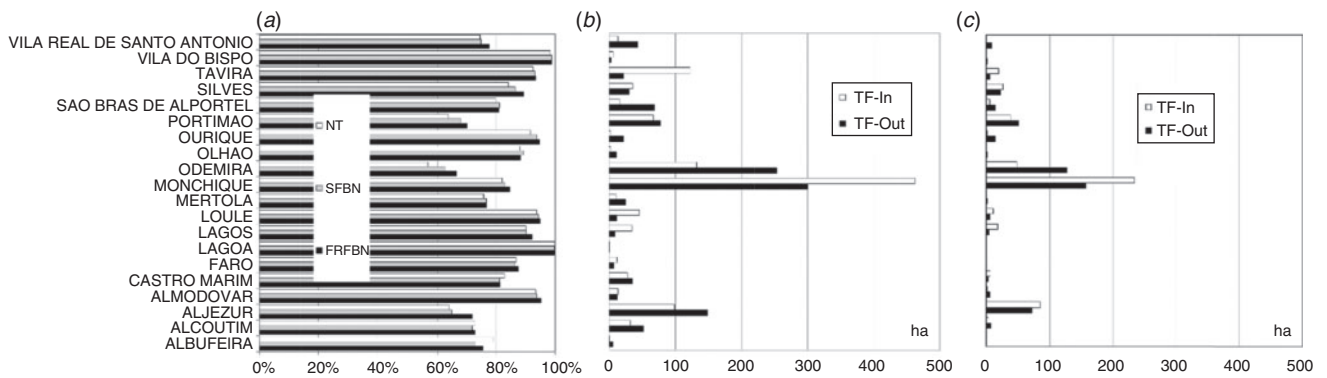 (a)
VILA REAL DE SANTO ANTONIO
VILA DO BISPO
TAVIRA
SILVES
SAO BRAS DE ALPORTEL
PORTIMAO
OURIQUE
OLHAO
ODEMIRA
MONCHIQUE
MERTOLA
LOULE
LAGOS
LAGOA
FARO
CASTRO MARIM
ALMODOVAR
ALJEZUR
ALCOUTIM
ALBUFEIRA
NT
SFBN
FRFBN
0% 20% 40% 60% 80% 100%
(b)
TF-In
TF-Out
ha
0 100 200 300 400 500
(c)
TF-In
TF-Out
ha
0 100 200 300 400 500